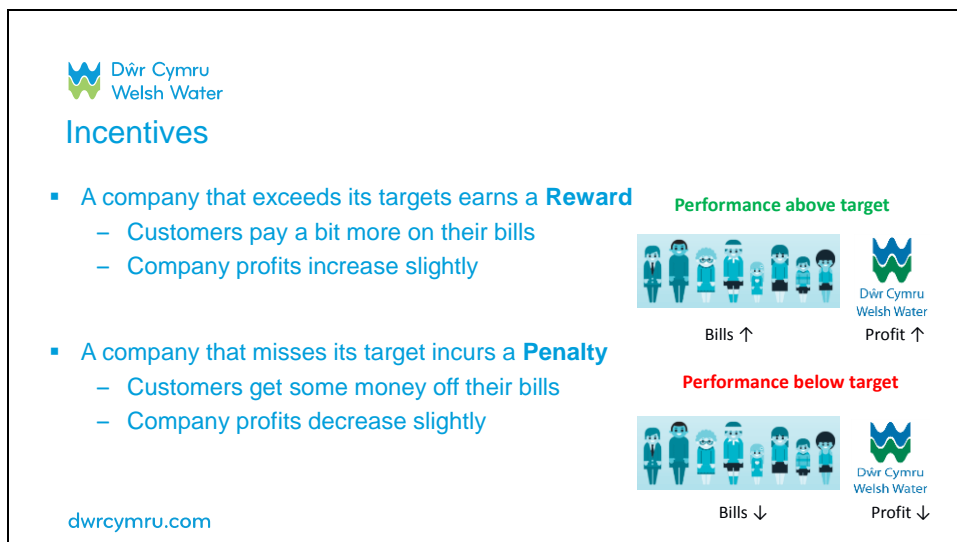 Dŵr Cymru
Welsh Water
Incentives
▪ A company that exceeds its targets earns a Reward
– Customers pay a bit more on their bills
– Company profits increase slightly
▪ A company that misses its target incurs a Penalty
– Customers get some money off their bills
– Company profits decrease slightly
Performance above target
Dŵr Cymru
Welsh Water
Bills ↑
Profit ↑
Performance below target
Dŵr Cymru
Welsh Water
Bills ↓
Profit ↓
dwrcymru.com